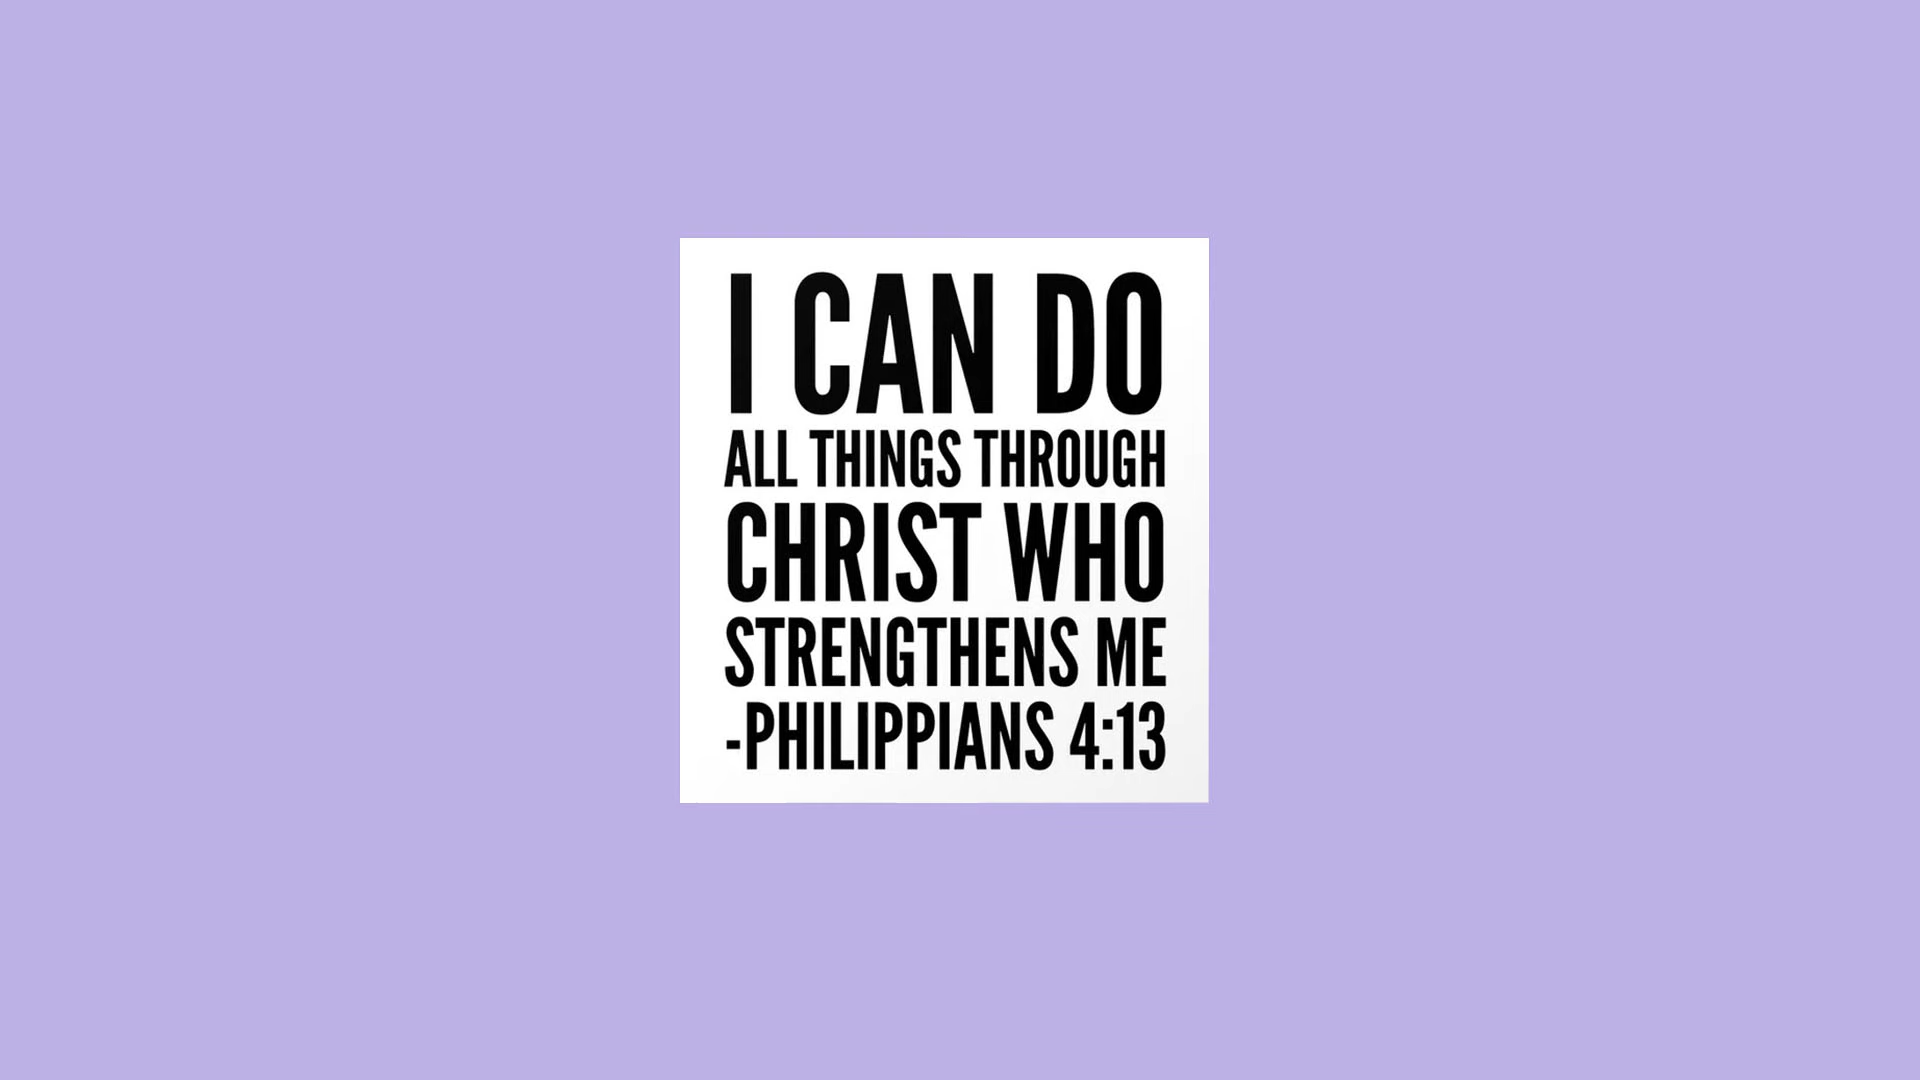 I CAN DO
ALL THINGS THROUGH
CHRIST WHO
STRENGTHENS ME
-PHILIPPIANS 4:13